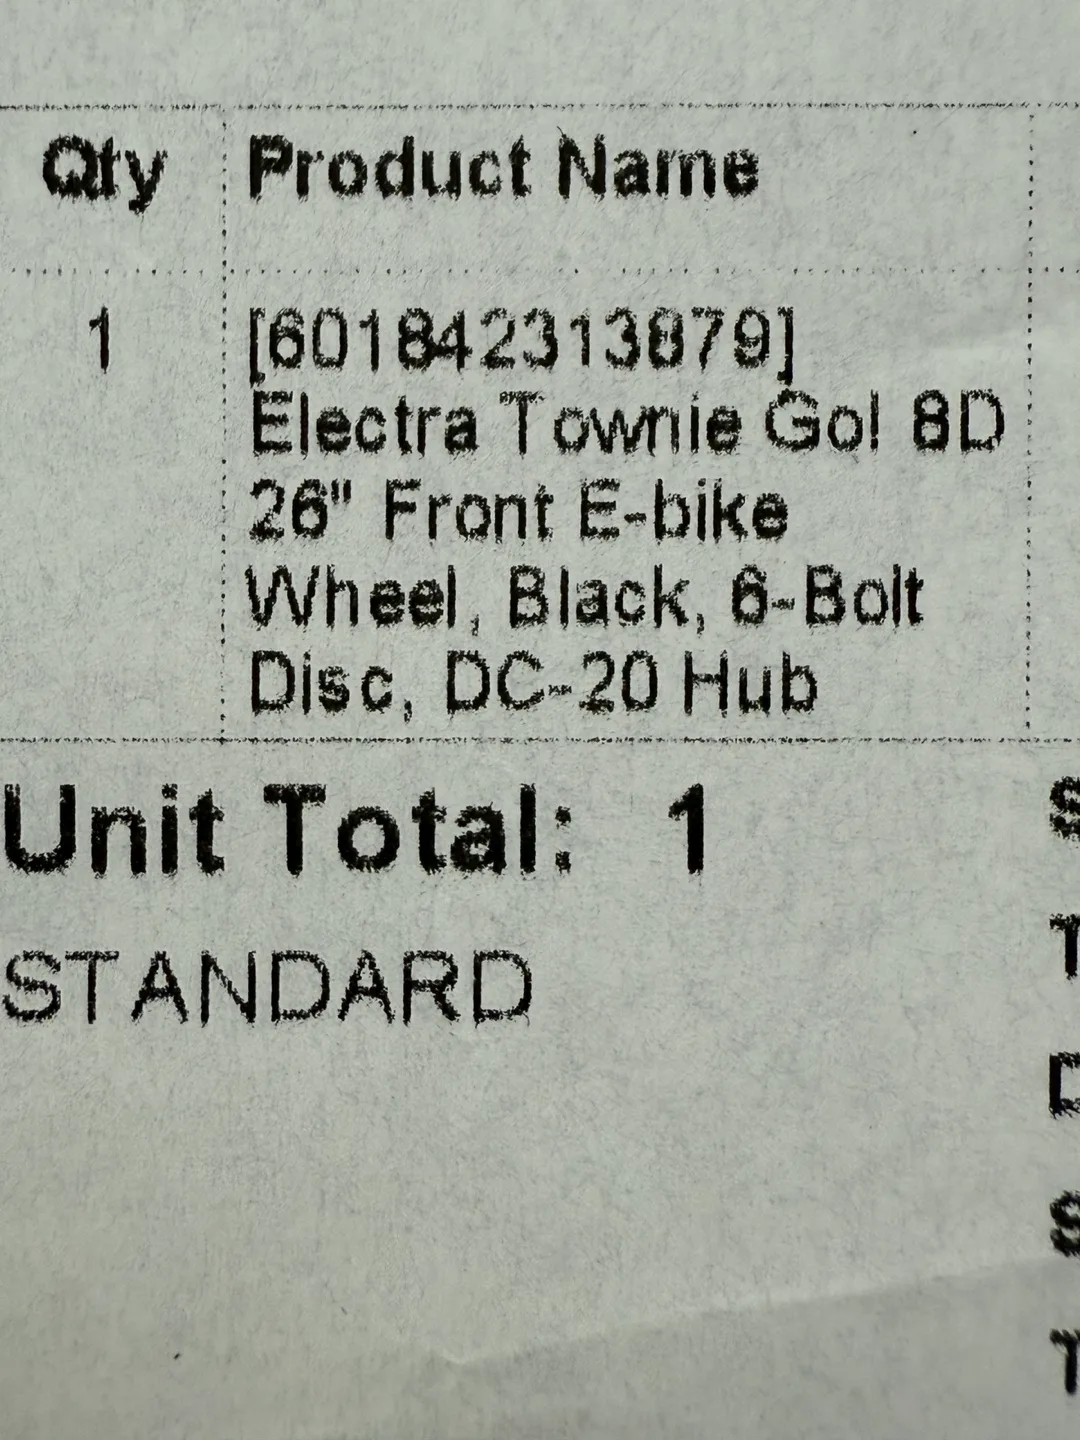 Qty Product Name
1 [601842313879]
Electra Townie Go! 8D
26" Front E-bike
Wheel, Black, 6-Bolt
Disc, DC-20 Hub
Unit Total: 1
STANDARD